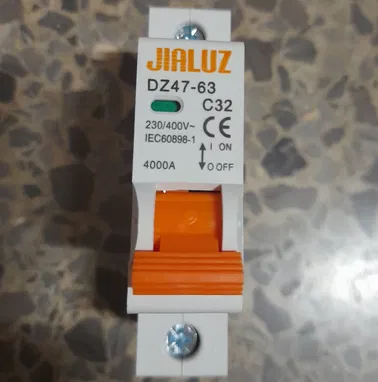 JIALUZ
DZ47-63
C32
230/400V~ CE
IEC60898-1 I ON
4000A O OFF